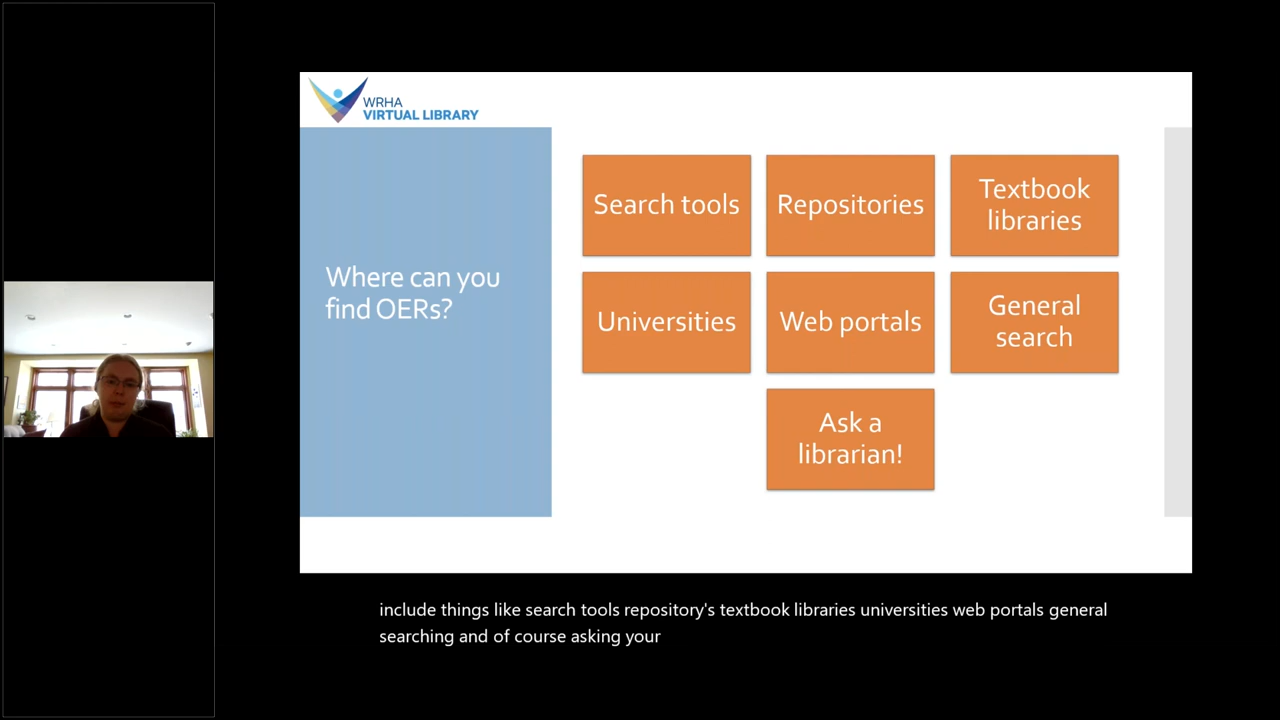 WRHA
VIRTUAL LIBRARY
Where can you
find OERs?
Search tools
Repositories
Textbook
libraries
Universities
Web portals
General
search
Ask a
librarian!
include things like search tools repository's textbook libraries universities web portals general
searching and of course asking your